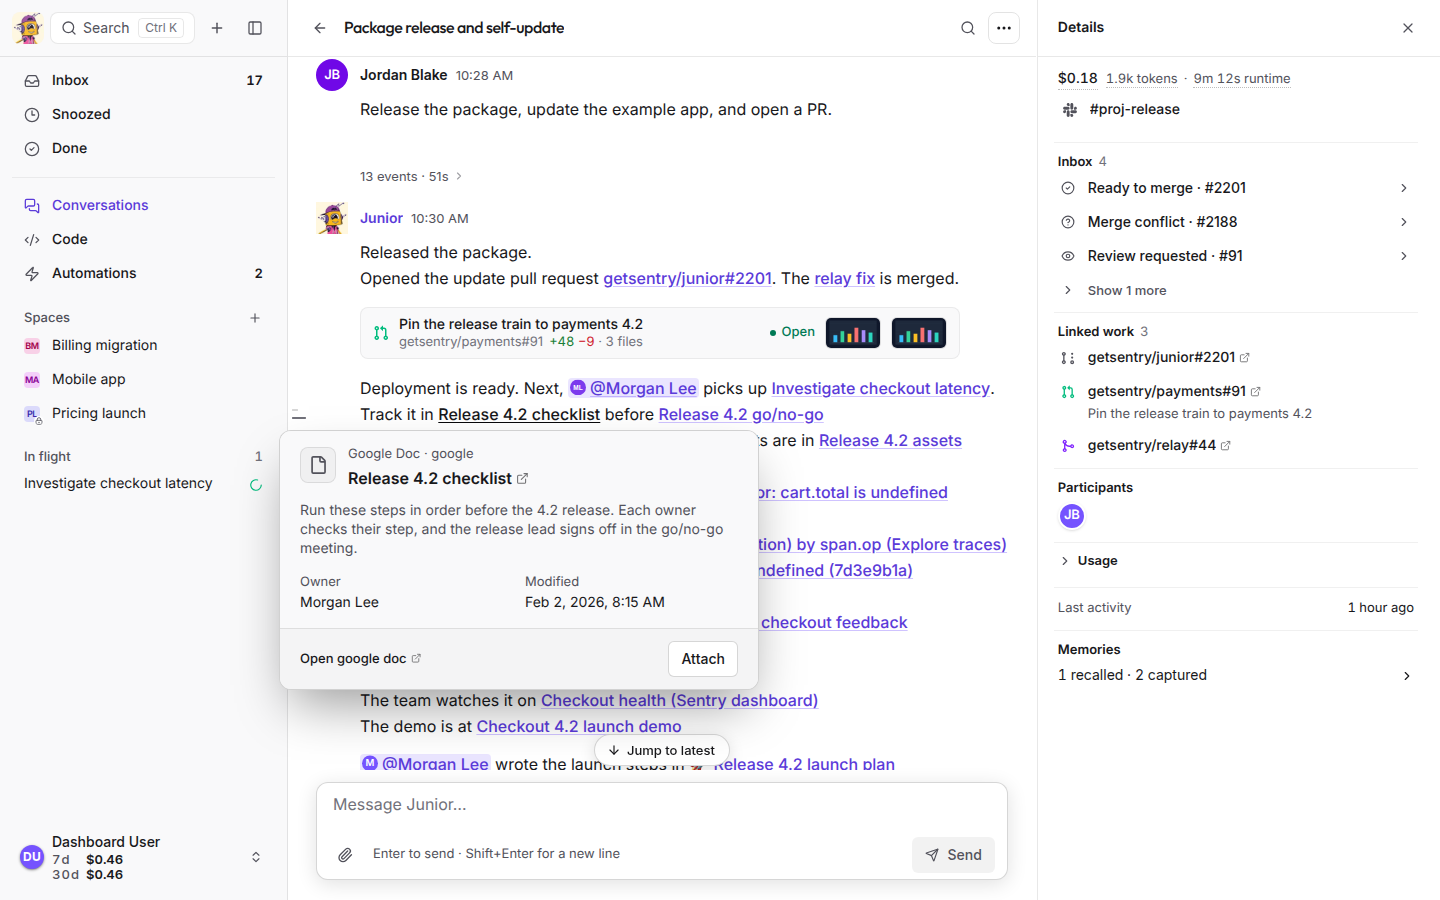 Search Ctrl K
Inbox 17
Snoozed
Done
Conversations
Code
Automations 2
Spaces
BM Billing migration
MA Mobile app
PL Pricing launch
In flight 1
Investigate checkout latency
DU Dashboard User
7d $0.46
30d $0.46
Package release and self-update
JB Jordan Blake 10:28 AM
Release the package, update the example app, and open a PR.
13 events · 51s
Junior 10:30 AM
Released the package.
Opened the update pull request getsentry/junior#2201. The relay fix is merged.
Pin the release train to payments 4.2
getsentry/payments#91 +48 −9 · 3 files
Open
Deployment is ready. Next, ML @Morgan Lee picks up Investigate checkout latency.
Track it in Release 4.2 checklist before Release 4.2 go/no-go
s are in Release 4.2 assets
or: cart.total is undefined
tion) by span.op (Explore traces)
ndefined (7d3e9b1a)
checkout feedback
Google Doc · google
Release 4.2 checklist
Run these steps in order before the 4.2 release. Each owner
checks their step, and the release lead signs off in the go/no-go
meeting.
Owner
Morgan Lee
Modified
Feb 2, 2026, 8:15 AM
Open google doc
Attach
The team watches it on Checkout health (Sentry dashboard)
The demo is at Checkout 4.2 launch demo
Jump to latest
M @Morgan Lee wrote the launch steps in Release 4.2 launch plan
Message Junior...
Enter to send · Shift+Enter for a new line
Send
Details
$0.18 1.9k tokens · 9m 12s runtime
#proj-release
Inbox 4
Ready to merge · #2201
Merge conflict · #2188
Review requested · #91
Show 1 more
Linked work 3
getsentry/junior#2201
getsentry/payments#91
Pin the release train to payments 4.2
getsentry/relay#44
Participants
JB
Usage
Last activity 1 hour ago
Memories
1 recalled · 2 captured